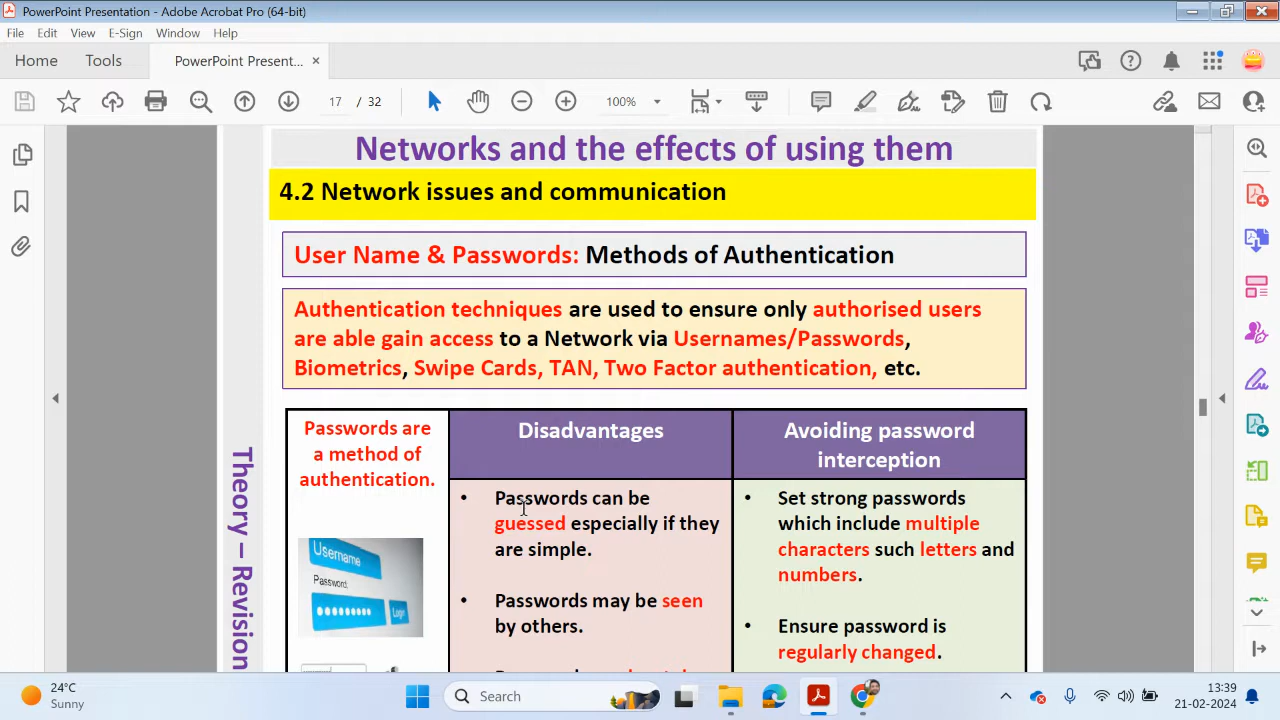 PowerPoint Presentation - Adobe Acrobat Pro (64-bit)
File Edit View E-Sign Window Help
Home Tools PowerPoint Present... ×
17 / 32 100%
Networks and the effects of using them
4.2 Network issues and communication
User Name & Passwords: Methods of Authentication
Authentication techniques are used to ensure only authorised users
are able gain access to a Network via Usernames/Passwords,
Biometrics, Swipe Cards, TAN, Two Factor authentication, etc.
Passwords are
a method of
authentication.
Username
Password:
Login
Disadvantages
• Passwords can be
guessed especially if they
are simple.
• Passwords may be seen
by others.
Avoiding password
interception
• Set strong passwords
which include multiple
characters such letters and
numbers.
• Ensure password is
regularly changed.
Theory – Revision
24°C
Sunny
Search
13:39
21-02-2024